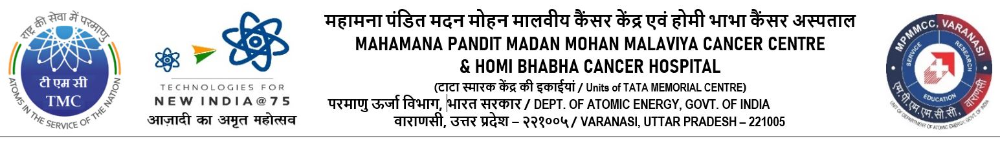 राष्ट्र की सेवा में परमाणु
टी एम सी
TMC
ATOMS IN THE SERVICE OF THE NATION
TECHNOLOGIES FOR
NEW INDIA@75
आज़ादी का अमृत महोत्सव
महामना पंडित मदन मोहन मालवीय कैंसर केंद्र एवं होमी भाभा कैंसर अस्पताल
MAHAMANA PANDIT MADAN MOHAN MALAVIYA CANCER CENTRE
& HOMI BHABHA CANCER HOSPITAL
(टाटा स्मारक केंद्र की इकाईयां / Units of TATA MEMORIAL CENTRE)
परमाणु ऊर्जा विभाग, भारत सरकार / DEPT. OF ATOMIC ENERGY, GOVT. OF INDIA
वाराणसी, उत्तर प्रदेश – २२१००५ / VARANASI, UTTAR PRADESH – 221005
MPMMCC, VARANASI
SERVICE
RESEARCH
EDUCATION
एम.पी.एम.एम.सी.सी., वाराणसी
UNIT OF DEPARTMENT OF ATOMIC ENERGY, GOVT. OF INDIA